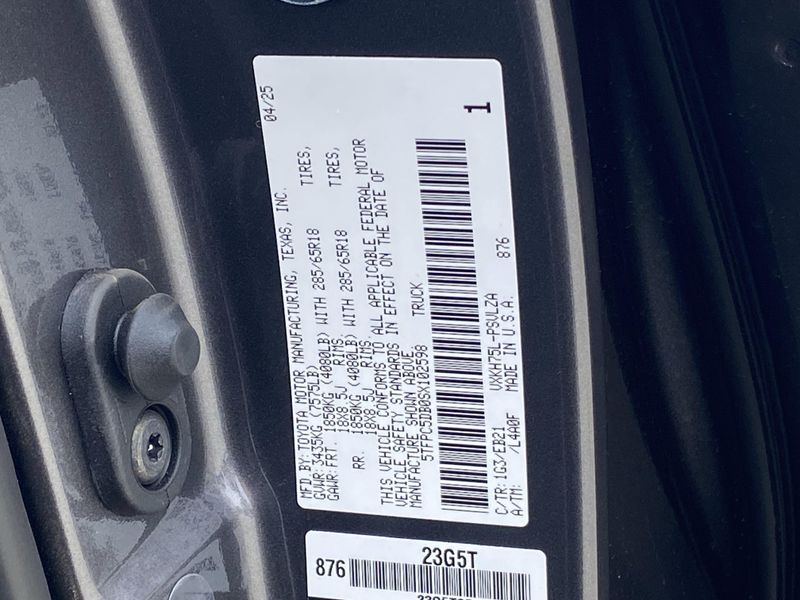 04/25
MFD BY:TOYOTA MOTOR MANUFACTURING, TEXAS, INC.
GVWR:3435KG (7575LB)
GAWR:FRT. 1850KG (4080LB) WITH 285/65R18 TIRES,
18X8.5J RIMS,
RR. 1850KG (4080LB) WITH 285/65R18 TIRES,
18X8.5J RIMS,
THIS VEHICLE CONFORMS TO ALL APPLICABLE FEDERAL MOTOR
VEHICLE SAFETY STANDARDS IN EFFECT ON THE DATE OF
MANUFACTURE SHOWN ABOVE.
5TFPC5DB0SX102598 TRUCK
1
C/TR:1G3/EB21 VXKH75L-PSVLZA 876
A/TM: /L4A0F MADE IN U.S.A.
876 23G5T